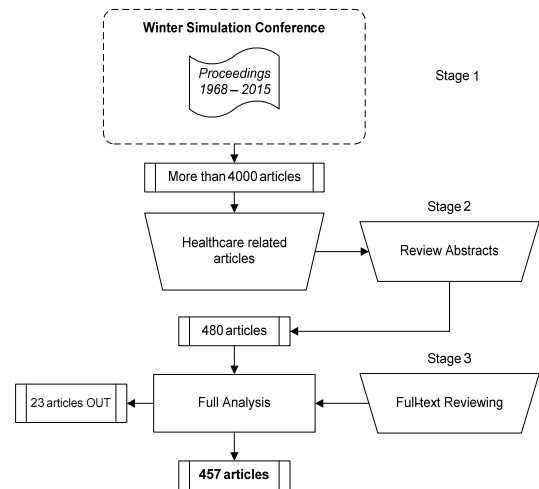 Winter Simulation Conference
Proceedings
1968 – 2015
Stage 1
More than 4000 articles
Stage 2
Healthcare related
articles
Review Abstracts
480 articles
Stage 3
23 articles OUT
Full Analysis
Full-text Reviewing
457 articles